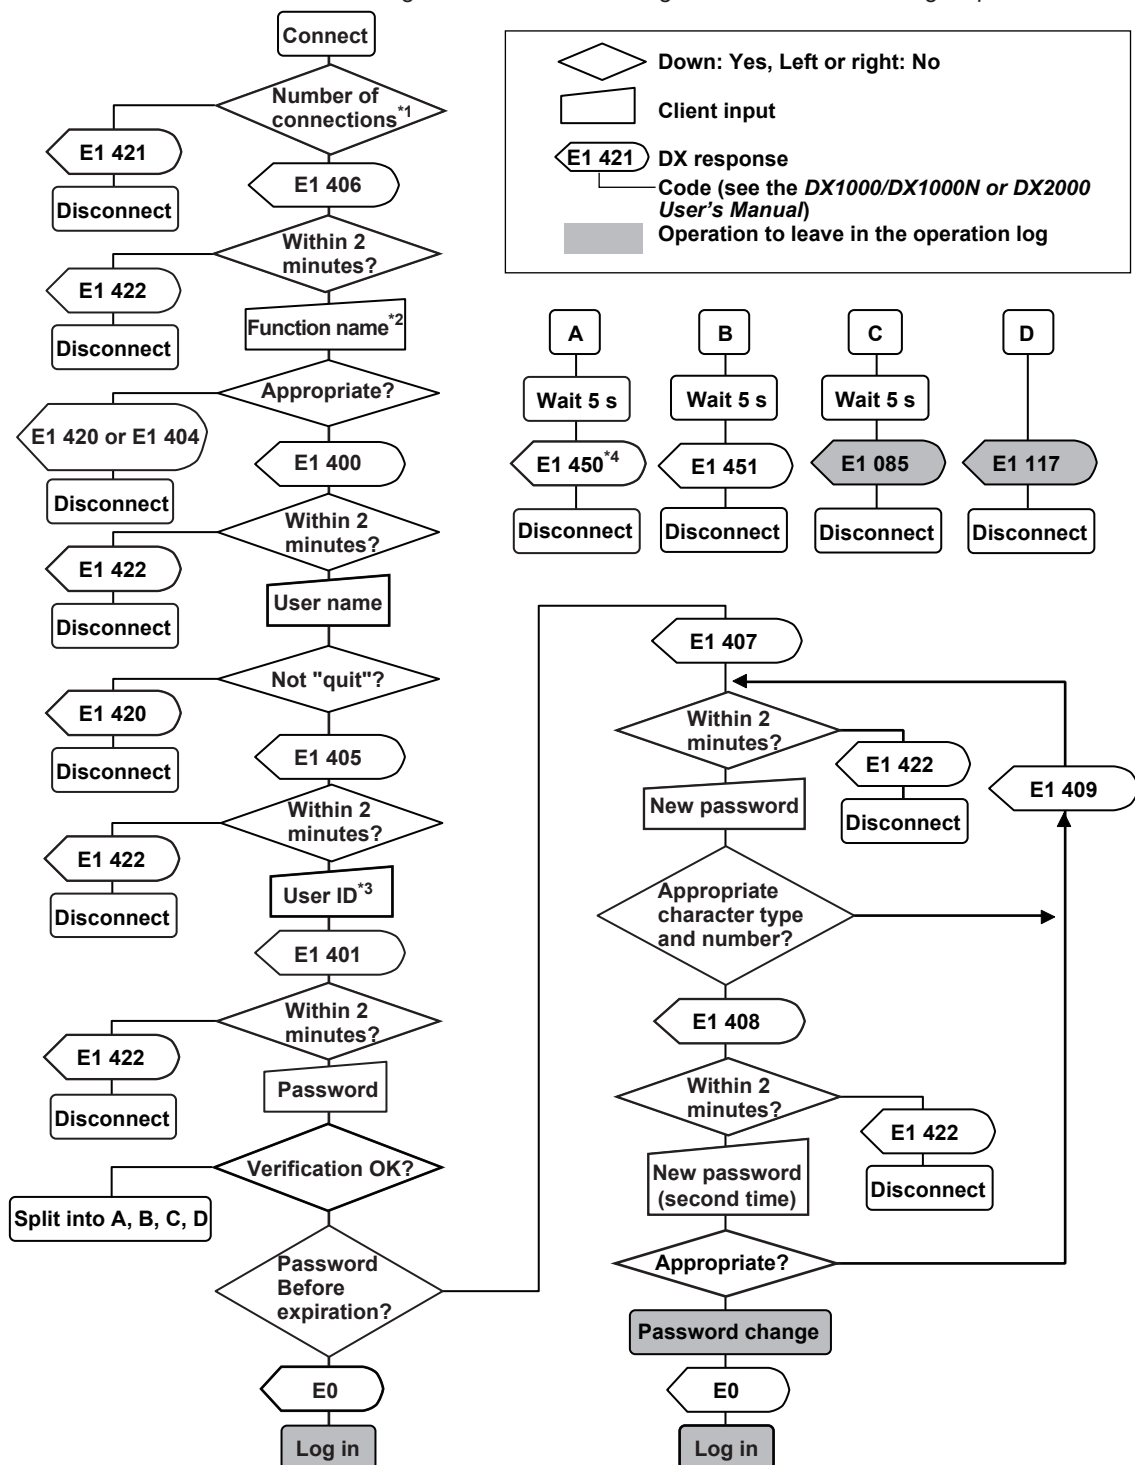 Connect
Number of
connections*1
E1 421
Disconnect
E1 406
Within 2
minutes?
E1 422
Disconnect
Function name*2
Appropriate?
E1 420 or E1 404
Disconnect
E1 400
Within 2
minutes?
E1 422
Disconnect
User name
Not "quit"?
E1 420
Disconnect
E1 405
Within 2
minutes?
E1 422
Disconnect
User ID*3
E1 401
Within 2
minutes?
E1 422
Disconnect
Password
Verification OK?
Split into A, B, C, D
Password
Before
expiration?
E0
Log in
Down: Yes, Left or right: No
Client input
E1 421
DX response
Code (see the DX1000/DX1000N or DX2000
User's Manual)
Operation to leave in the operation log
A
Wait 5 s
E1 450*4
Disconnect
B
Wait 5 s
E1 451
Disconnect
C
Wait 5 s
E1 085
Disconnect
D
E1 117
Disconnect
E1 407
Within 2
minutes?
E1 422
Disconnect
E1 409
New password
Appropriate
character type
and number?
E1 408
Within 2
minutes?
E1 422
Disconnect
New password
(second time)
Appropriate?
Password change
E0
Log in